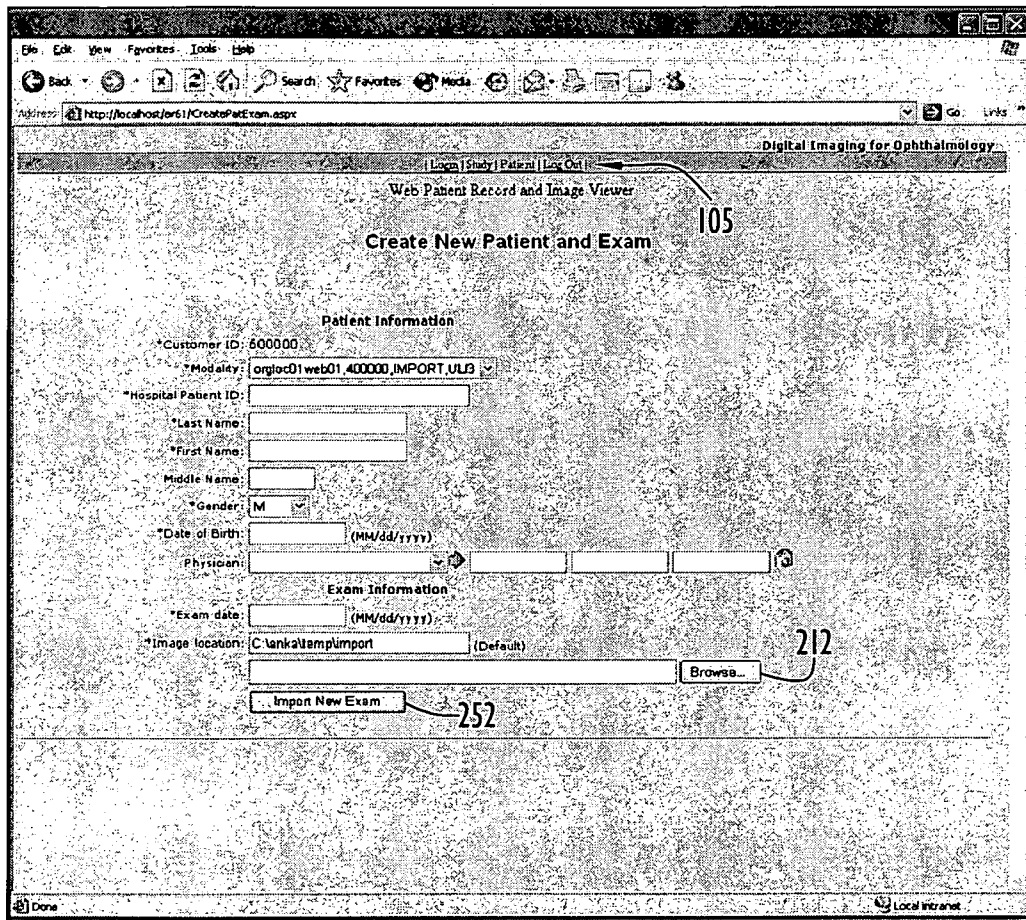 File Edit View Favorites Tools Help
Back Search Favorites Media
Address http://localhost/er61/CreatePatExam.aspx Go Links »
Digital Imaging for Ophthalmology
| Login | Study | Patient | Log Out |
105
Web Patient Record and Image Viewer
Create New Patient and Exam
Patient Information
*Customer ID: 600000
*Modality: orgloc01web01,400000,IMPORT,ULI3
*Hospital Patient ID:
*Last Name:
*First Name:
Middle Name:
*Gender: M
*Date of Birth: (MM/dd/yyyy)
Physician:
Exam Information
*Exam date: (MM/dd/yyyy)
*Image location: C:\anka\temp\import (Default)
212
Browse...
Import New Exam
252
Done Local intranet